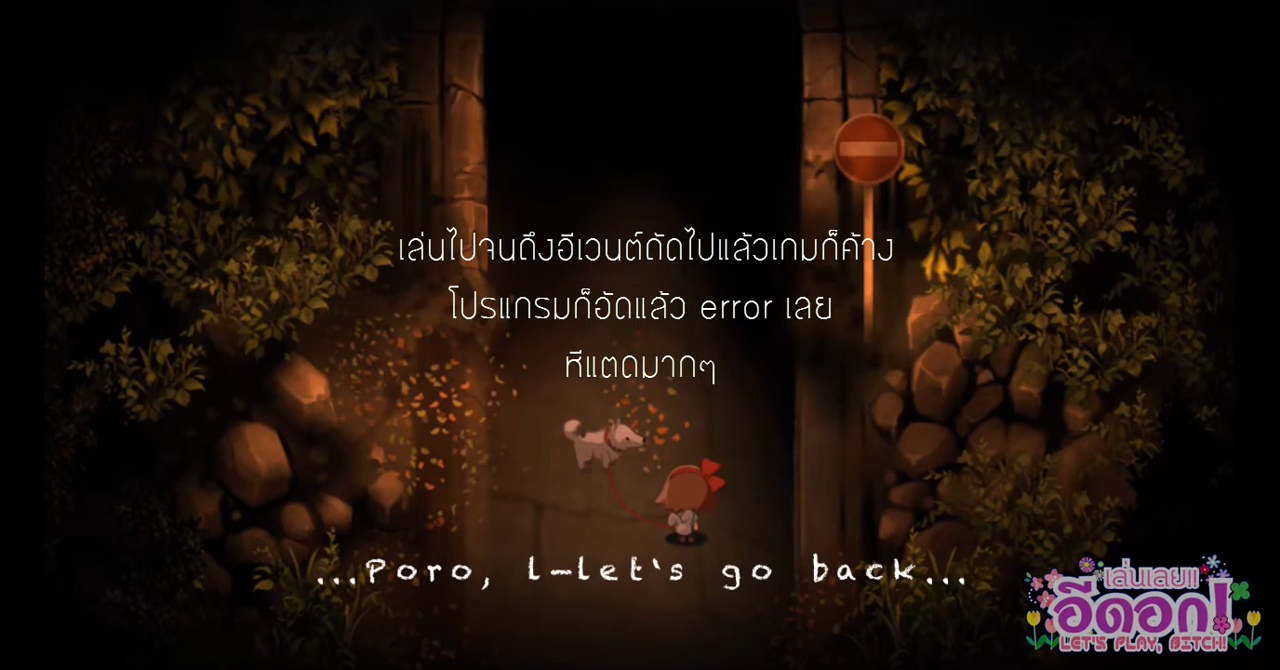 เล่นไปจนถึงอีเวนต์ถัดไปแล้วเกมก็ค้าง
โปรแกรมก็อัดแล้ว error เลย
หีแตดมากๆ
...Poro, l-let's go back...
เล่นเลย!!
อีดอก!
LET'S PLAY, BITCH!